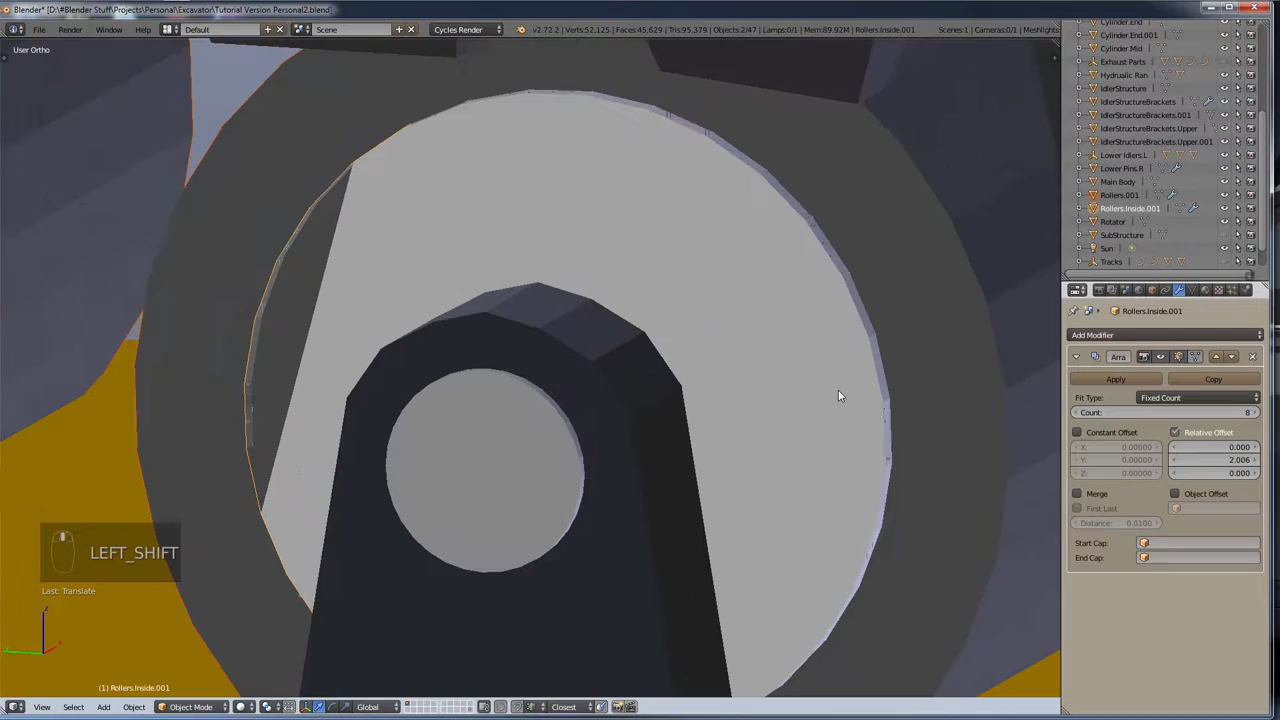 Blender* [D:\#Blender Stuff\Projects\Personal\Excavator\Tutorial Version Personal2.blend]
File Render Window Help Default Scene Cycles Render v2.72.2 | Verts:52,125 | Faces:45,629 | Tris:95,379 | Objects:2/47 | Lamps:0/1 | Mem:89.92M | Rollers.Inside.001 Scenes:1 | Cameras:0/1 | Meshlights:
User Ortho
Cylinder.End
Cylinder.End.001
Cylinder.Mid
Exhaust Parts
Hydrualic Ran
IdlerStructure
IdlerStructureBrackets
IdlerStructureBrackets.001
IdlerStructureBrackets.Upper
IdlerStructureBrackets.Upper.001
Lower Idlers.L
Lower Pins.R
Main Body
Rollers.001
Rollers.Inside.001
Rotator
SubStructure
Sun
Tracks
Rollers.Inside.001
Add Modifier
Arra
Apply Copy
Fit Type: Fixed Count
Count: 8
Constant Offset Relative Offset
X: 0.00000 0.000
Y: 0.00000 2.006
Z: 0.00000 0.000
Merge Object Offset
First Last
Distance: 0.0100
Start Cap:
End Cap:
LEFT_SHIFT
Last: Translate
z
y x
(1) Rollers.Inside.001
View Select Add Object Object Mode Global Closest